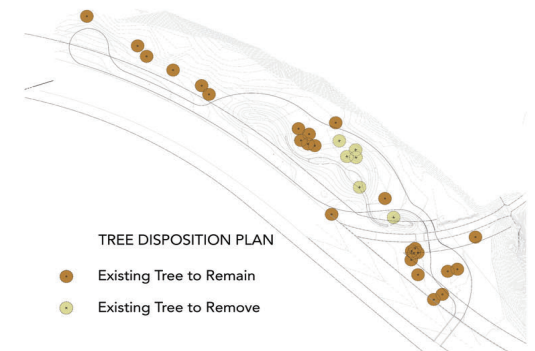 TREE DISPOSITION PLAN
Existing Tree to Remain
Existing Tree to Remove